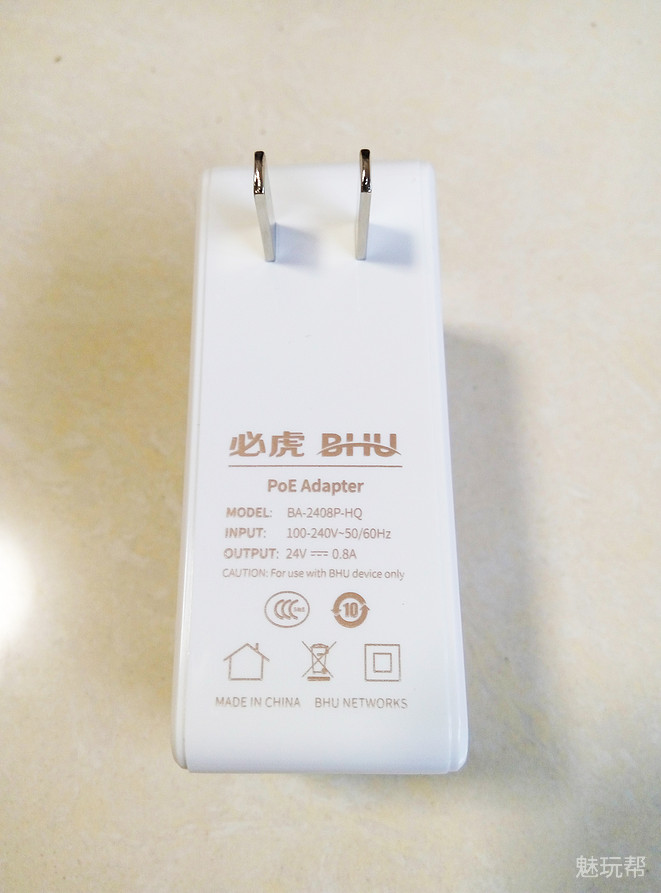 必虎 BHU
PoE Adapter
MODEL: BA-2408P-HQ
INPUT: 100-240V~50/60Hz
OUTPUT: 24V ⎓ 0.8A
CAUTION: For use with BHU device only
CCC S&E
10
MADE IN CHINA BHU NETWORKS
魅玩帮